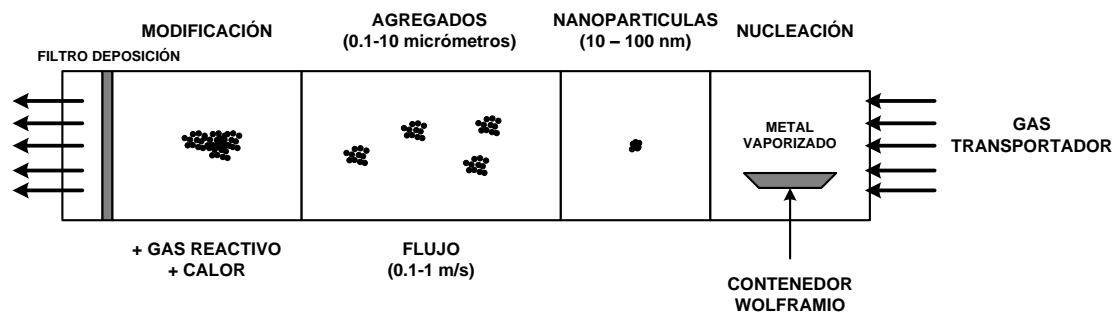 MODIFICACIÓN
AGREGADOS
(0.1-10 micrómetros)
NANOPARTICULAS
(10 – 100 nm)
NUCLEACIÓN
FILTRO DEPOSICIÓN
METAL
VAPORIZADO
GAS
TRANSPORTADOR
+ GAS REACTIVO
+ CALOR
FLUJO
(0.1-1 m/s)
CONTENEDOR
WOLFRAMIO